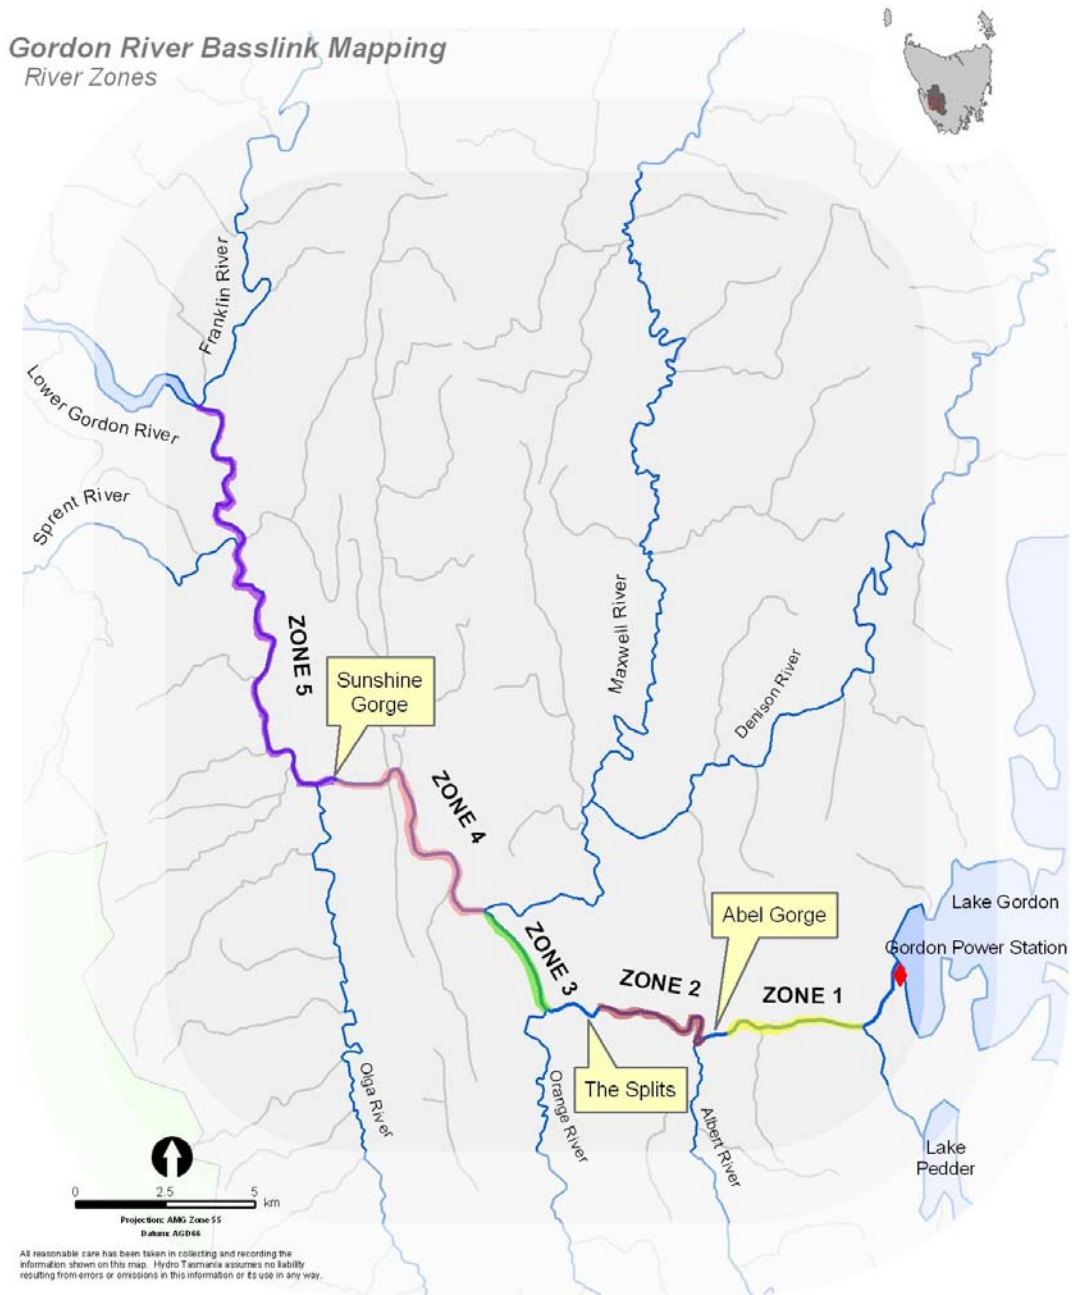 Gordon River Basslink Mapping
River Zones
Franklin River
Lower Gordon River
Sprent River
ZONE 5
Sunshine
Gorge
Maxwell River
Denison River
ZONE 4
Abel Gorge
Lake Gordon
Gordon Power Station
ZONE 3
ZONE 2
ZONE 1
The Splits
Olga River
Orange River
Albert River
Lake
Pedder
0 2.5 5
km
Projection: AMG Zone 55
Datum: AGD66
All reasonable care has been taken in collecting and recording the
information shown on this map. Hydro Tasmania assumes no liability
resulting from errors or omissions in this information or its use in any way.